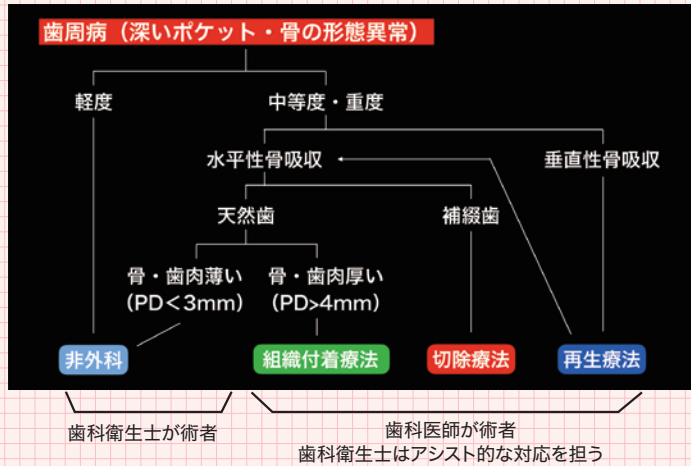 歯周病（深いポケット・骨の形態異常）
軽度
中等度・重度
水平性骨吸収
垂直性骨吸収
天然歯
補綴歯
骨・歯肉薄い
（PD＜3mm）
骨・歯肉厚い
（PD>4mm）
非外科
組織付着療法
切除療法
再生療法
歯科衛生士が術者
歯科医師が術者
歯科衛生士はアシスト的な対応を担う